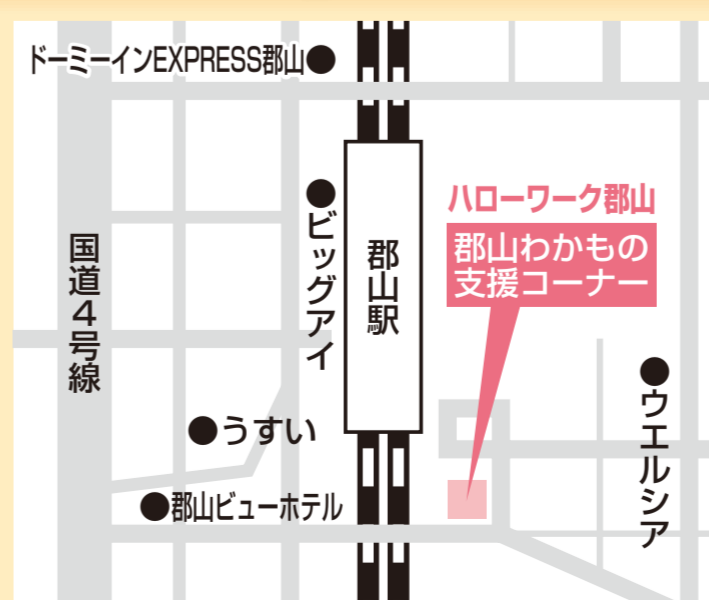 ドーミーインEXPRESS郡山
ハローワーク郡山
郡山わかもの
支援コーナー
ビッグアイ
郡山駅
国道4号線
うすい
ウエルシア
郡山ビューホテル